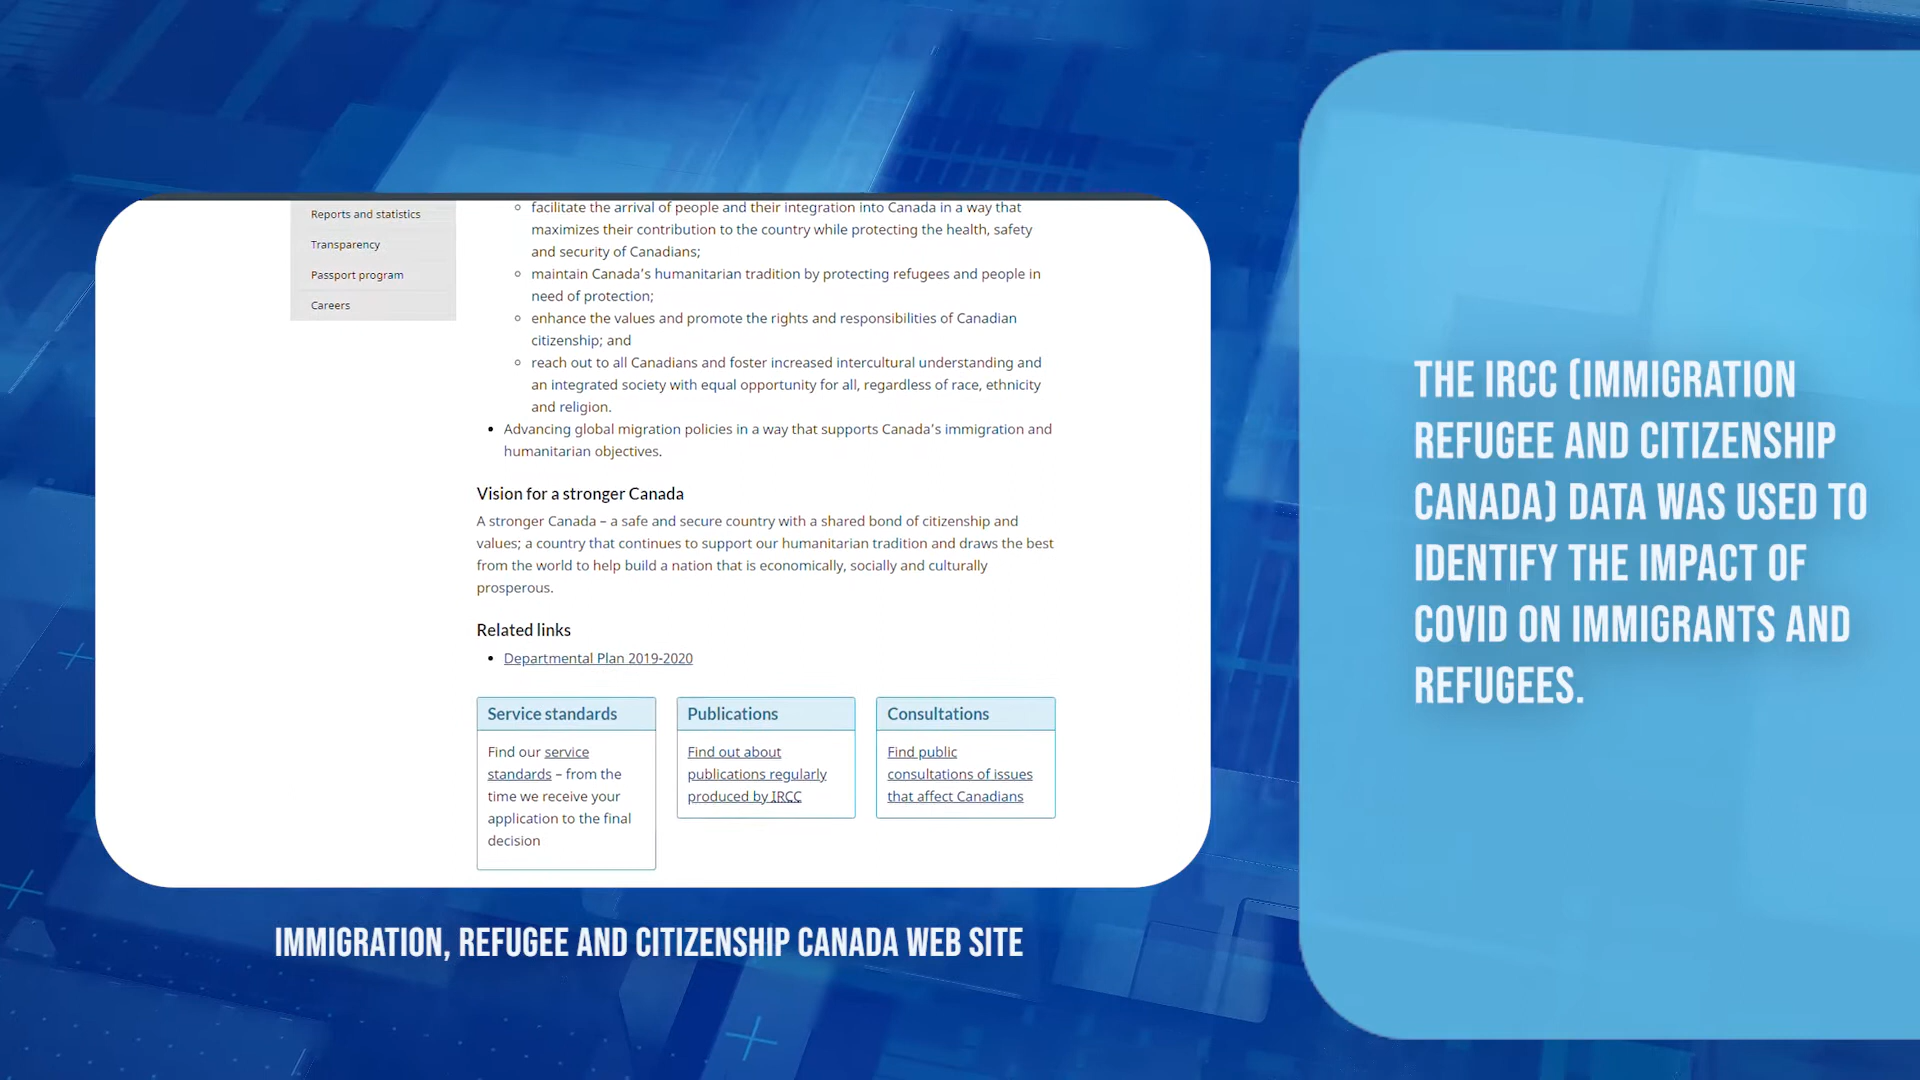 Reports and statistics
Transparency
Passport program
Careers
facilitate the arrival of people and their integration into Canada in a way that
maximizes their contribution to the country while protecting the health, safety
and security of Canadians;
maintain Canada's humanitarian tradition by protecting refugees and people in
need of protection;
enhance the values and promote the rights and responsibilities of Canadian
citizenship; and
reach out to all Canadians and foster increased intercultural understanding and
an integrated society with equal opportunity for all, regardless of race, ethnicity
and religion.
Advancing global migration policies in a way that supports Canada's immigration and
humanitarian objectives.
Vision for a stronger Canada
A stronger Canada – a safe and secure country with a shared bond of citizenship and
values; a country that continues to support our humanitarian tradition and draws the best
from the world to help build a nation that is economically, socially and culturally
prosperous.
Related links
Departmental Plan 2019-2020
Service standards
Find our service
standards – from the
time we receive your
application to the final
decision
Publications
Find out about
publications regularly
produced by IRCC
Consultations
Find public
consultations of issues
that affect Canadians
IMMIGRATION, REFUGEE AND CITIZENSHIP CANADA WEB SITE
THE IRCC (IMMIGRATION
REFUGEE AND CITIZENSHIP
CANADA) DATA WAS USED TO
IDENTIFY THE IMPACT OF
COVID ON IMMIGRANTS AND
REFUGEES.